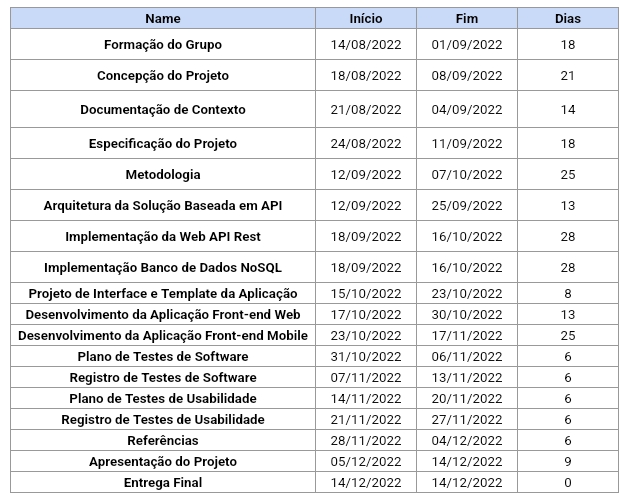 Name Início Fim Dias
Formação do Grupo 14/08/2022 01/09/2022 18
Concepção do Projeto 18/08/2022 08/09/2022 21
Documentação de Contexto 21/08/2022 04/09/2022 14
Especificação do Projeto 24/08/2022 11/09/2022 18
Metodologia 12/09/2022 07/10/2022 25
Arquitetura da Solução Baseada em API 12/09/2022 25/09/2022 13
Implementação da Web API Rest 18/09/2022 16/10/2022 28
Implementação Banco de Dados NoSQL 18/09/2022 16/10/2022 28
Projeto de Interface e Template da Aplicação 15/10/2022 23/10/2022 8
Desenvolvimento da Aplicação Front-end Web 17/10/2022 30/10/2022 13
Desenvolvimento da Aplicação Front-end Mobile 23/10/2022 17/11/2022 25
Plano de Testes de Software 31/10/2022 06/11/2022 6
Registro de Testes de Software 07/11/2022 13/11/2022 6
Plano de Testes de Usabilidade 14/11/2022 20/11/2022 6
Registro de Testes de Usabilidade 21/11/2022 27/11/2022 6
Referências 28/11/2022 04/12/2022 6
Apresentação do Projeto 05/12/2022 14/12/2022 9
Entrega Final 14/12/2022 14/12/2022 0